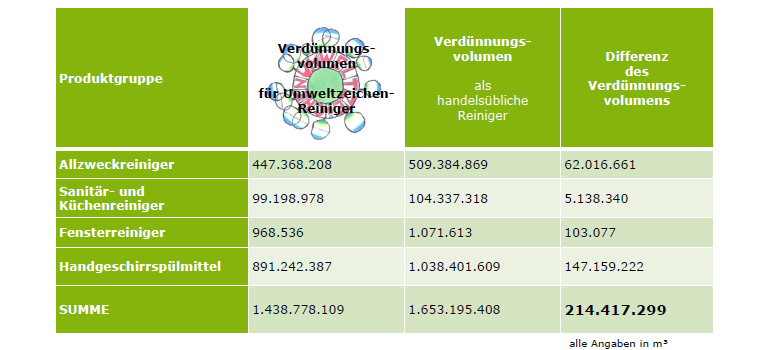 Produktgruppe
Verdünnungs-
volumen
für Umweltzeichen-
Reiniger
Verdünnungs-
volumen
als
handelsübliche
Reiniger
Differenz
des
Verdünnungs-
volumens
Allzweckreiniger 447.368.208 509.384.869 62.016.661
Sanitär- und
Küchenreiniger 99.198.978 104.337.318 5.138.340
Fensterreiniger 968.536 1.071.613 103.077
Handgeschirrspülmittel 891.242.387 1.038.401.609 147.159.222
SUMME 1.438.778.109 1.653.195.408 214.417.299
alle Angaben in m³